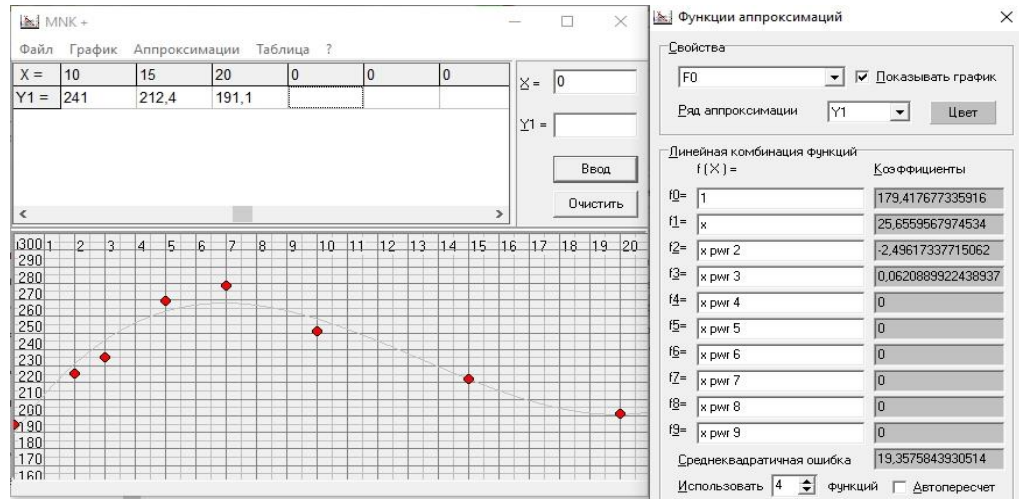 MNK +
Файл График Аппроксимации Таблица ?
X = 10 15 20 0 0 0
Y1 = 241 212,4 191,1
X = 0
Y1 =
Ввод
Очистить
300 1 2 3 4 5 6 7 8 9 10 11 12 13 14 15 16 17 18 19 20
290
280
270
260
250
240
230
220
210
200
190
180
170
160
Функции аппроксимаций
Свойства
F0 Показывать график
Ряд аппроксимации Y1 Цвет
Линейная комбинация функций
f(X)= Коэффициенты
f0= 1 179,417677335916
f1= x 25,6559567974534
f2= x pwr 2 -2,49617337715062
f3= x pwr 3 0,0620889922438937
f4= x pwr 4 0
f5= x pwr 5 0
f6= x pwr 6 0
f7= x pwr 7 0
f8= x pwr 8 0
f9= x pwr 9 0
Среднеквадратичная ошибка 19,3575843930514
Использовать 4 функций Автопересчет